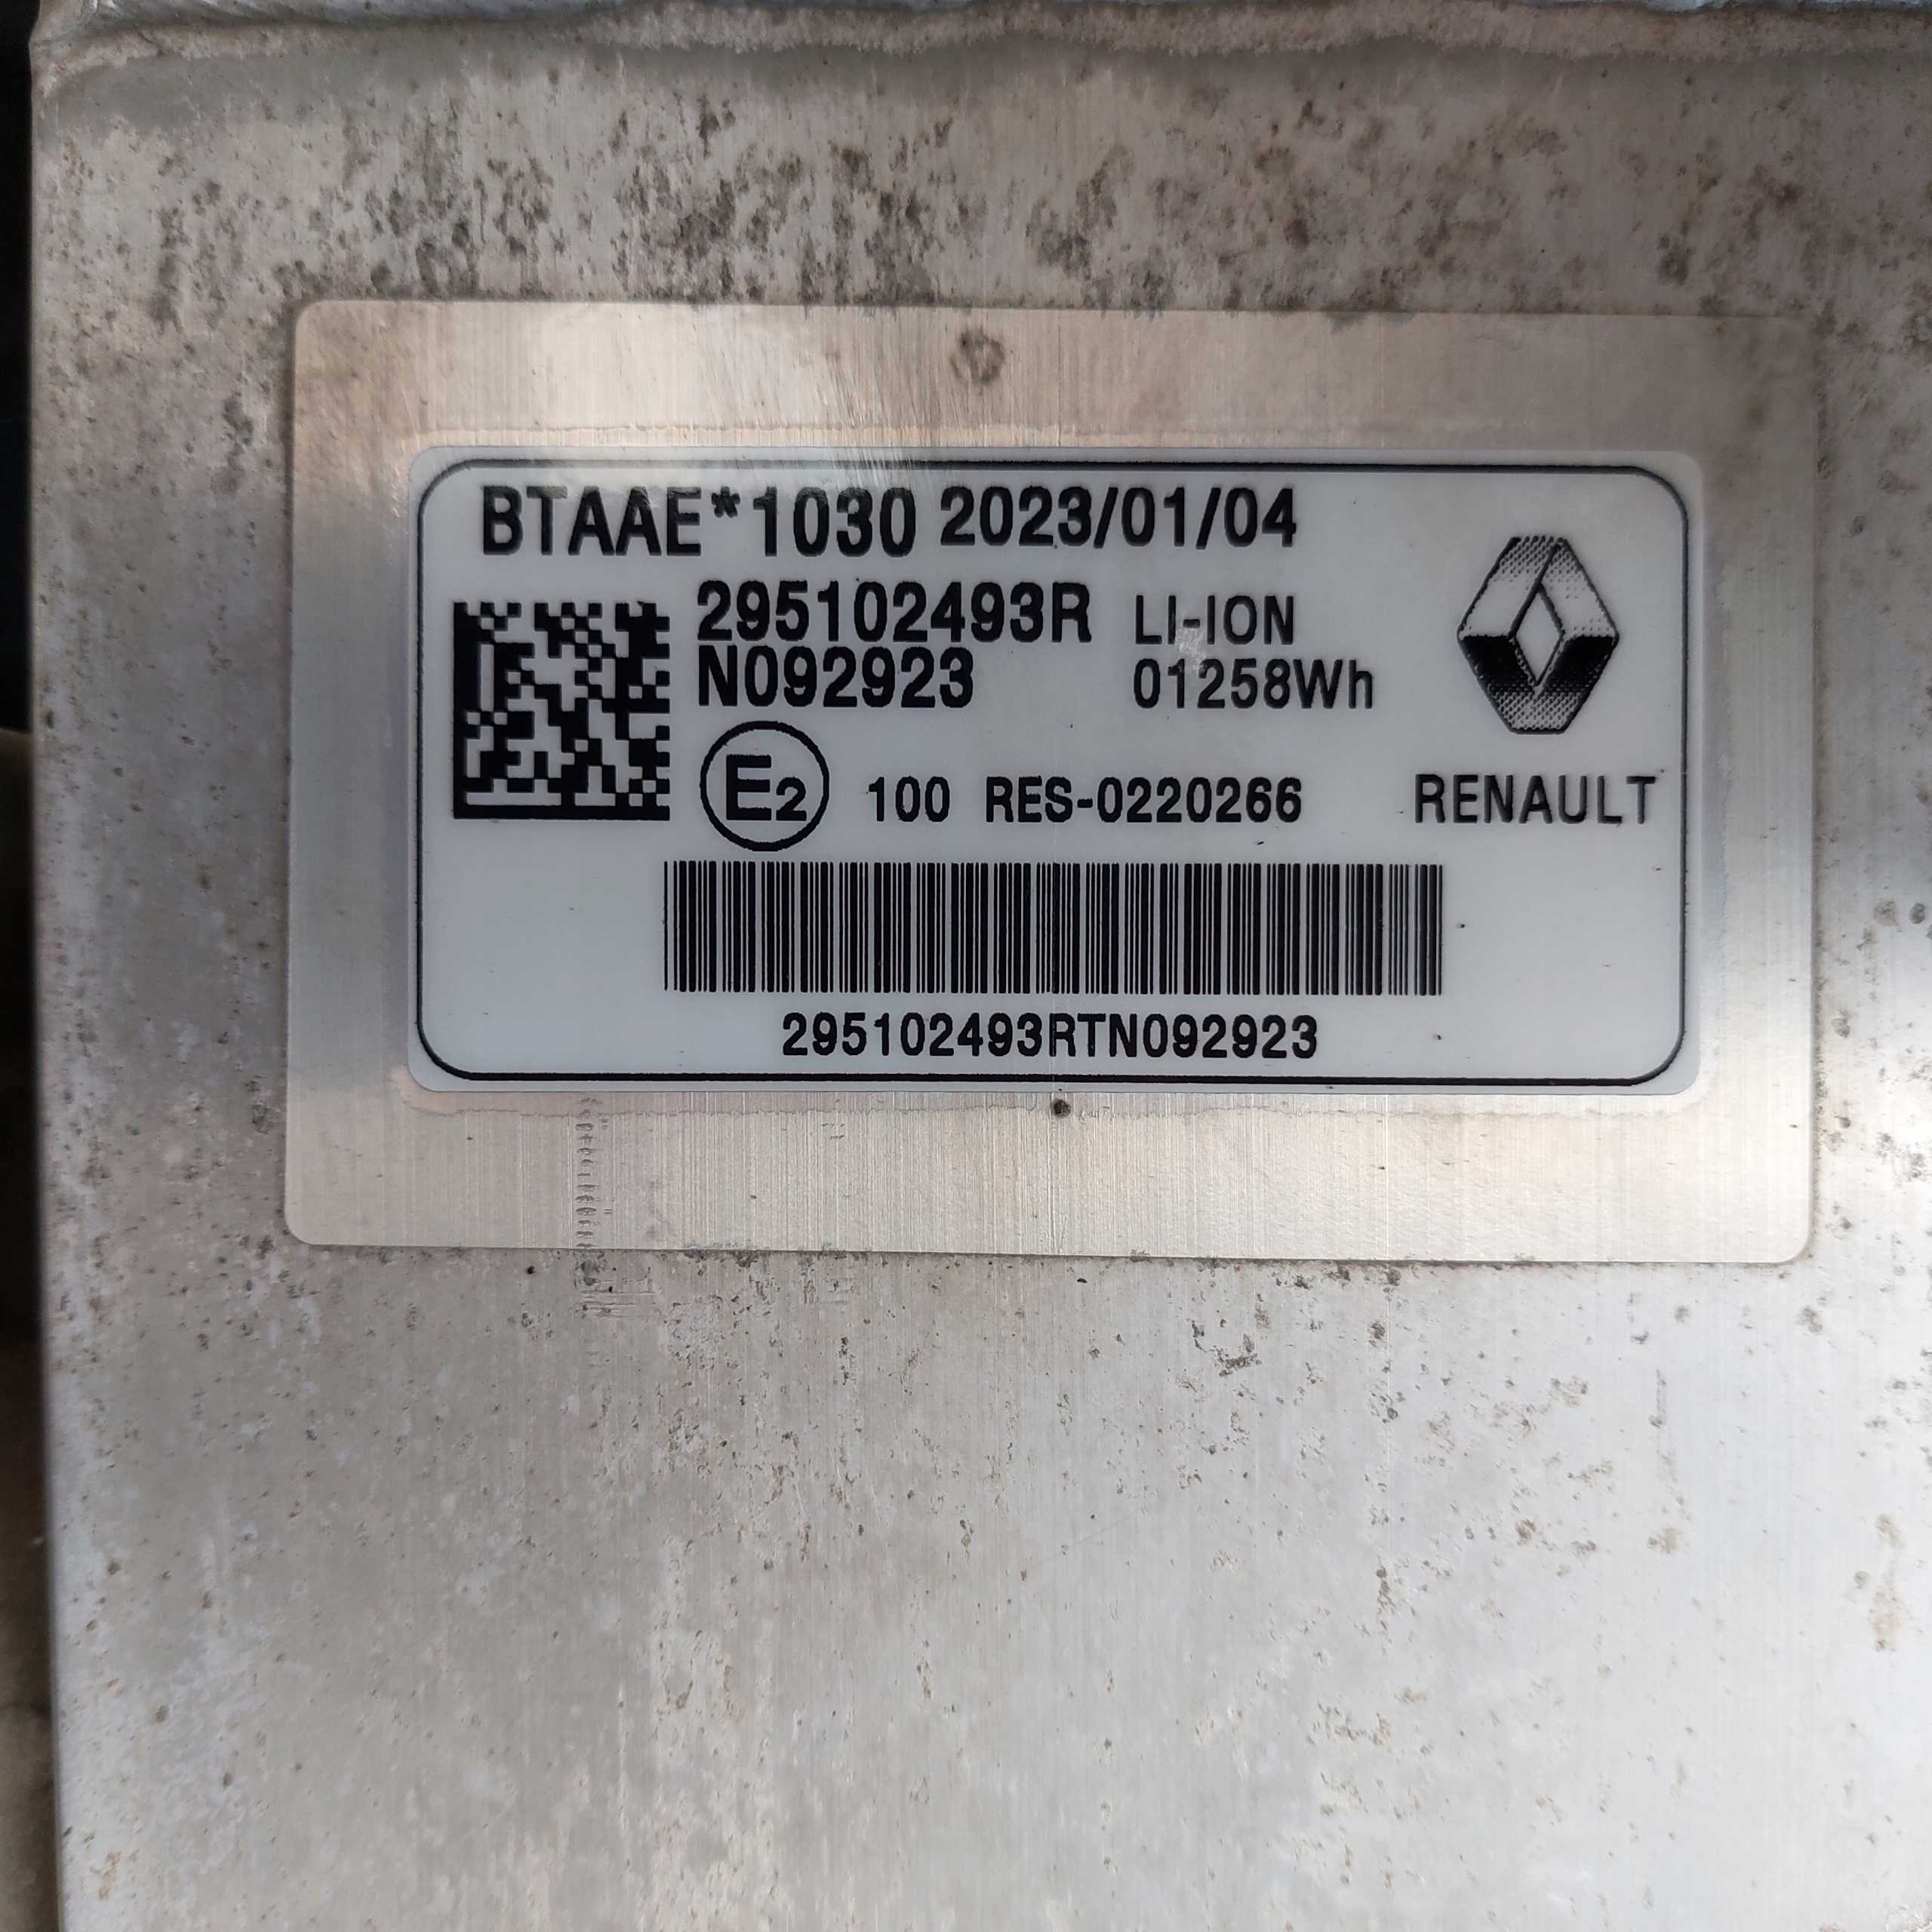 BTAAE*1030 2023/01/04
295102493R LI-ION
N092923 01258Wh
E2 100 RES-0220266 RENAULT
295102493RTN092923